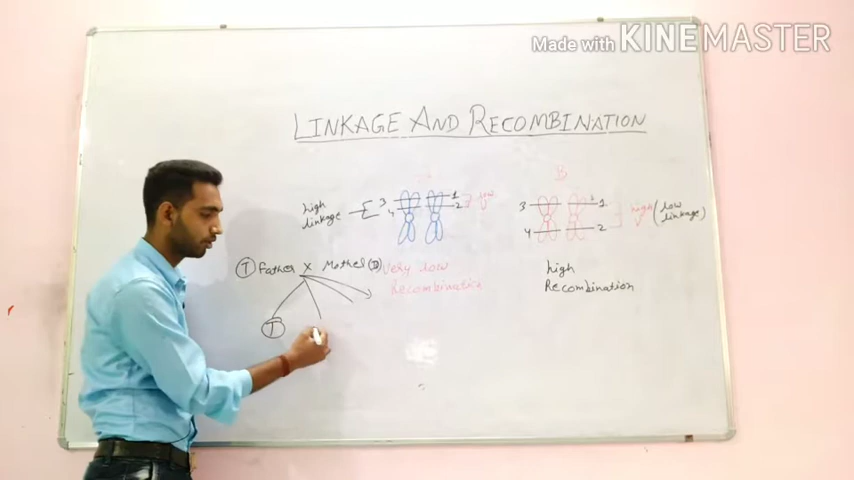 Made with KINEMASTER
LINKAGE AND RECOMBINATION
B
high
linkage
3
1
4
2
3
1
4
2
high
(low
linkage)
T Father X Mother (D)
Very low
Recombination
high
Recombination
T